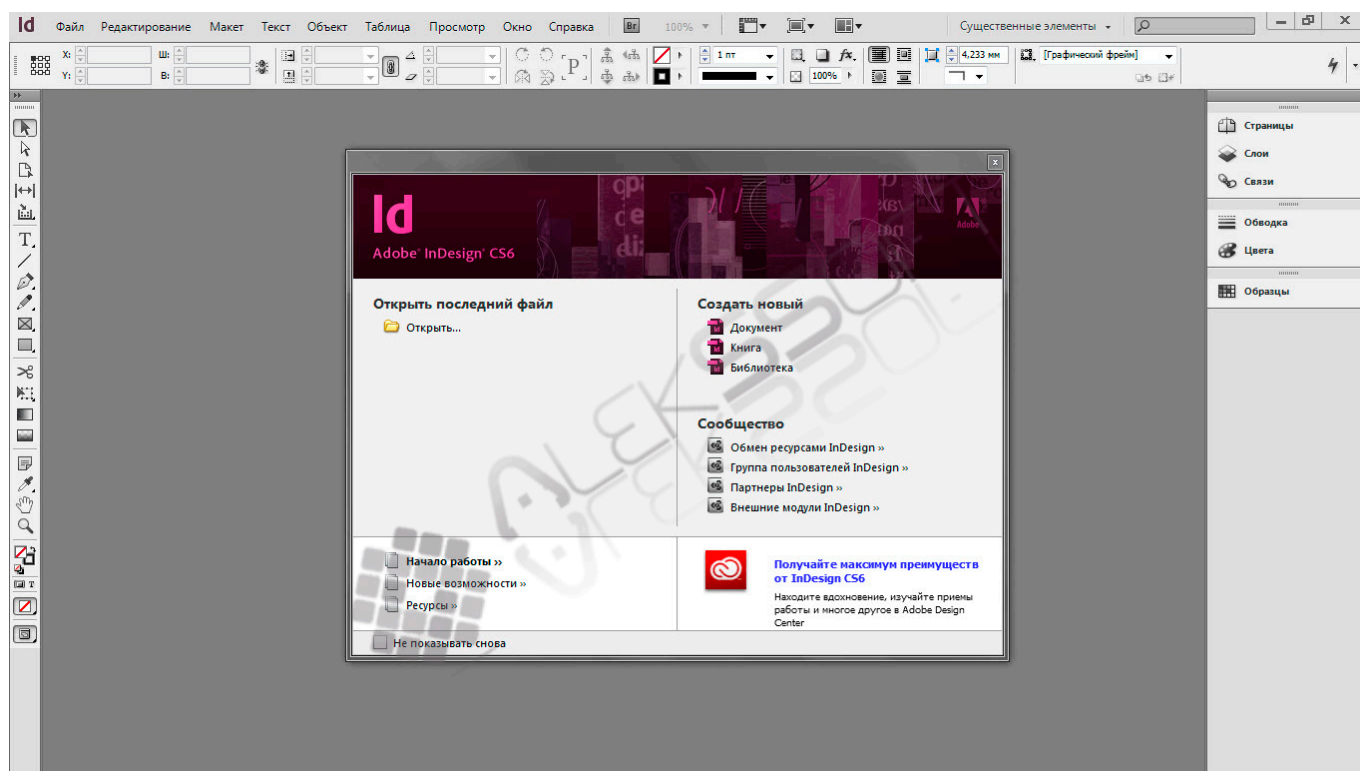 Id Файл Редактирование Макет Текст Объект Таблица Просмотр Окно Справка Br 100% Существенные элементы
X: Ш: 1 пт fx. 4,233 мм [Графический фрейм]
Y: В: P 100%
Страницы
Слои
Связи
Обводка
Цвета
Образцы
T
Id
Adobe® InDesign® CS6
Adobe
Открыть последний файл
Открыть...
Создать новый
Документ
Книга
Библиотека
Сообщество
Обмен ресурсами InDesign »
Группа пользователей InDesign »
Партнеры InDesign »
Внешние модули InDesign »
Начало работы »
Новые возможности »
Ресурсы »
Получайте максимум преимуществ
от InDesign CS6
Находите вдохновение, изучайте приемы
работы и многое другое в Adobe Design
Center
Не показывать снова